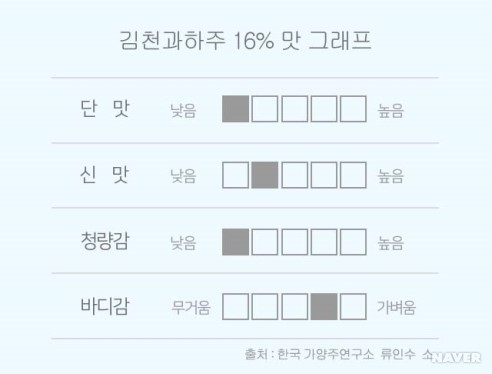 김천과하주 16% 맛 그래프
단 맛 낮음 높음
신 맛 낮음 높음
청량감 낮음 높음
바디감 무거움 가벼움
출처 : 한국 가양주연구소 류인수 소
NAVER